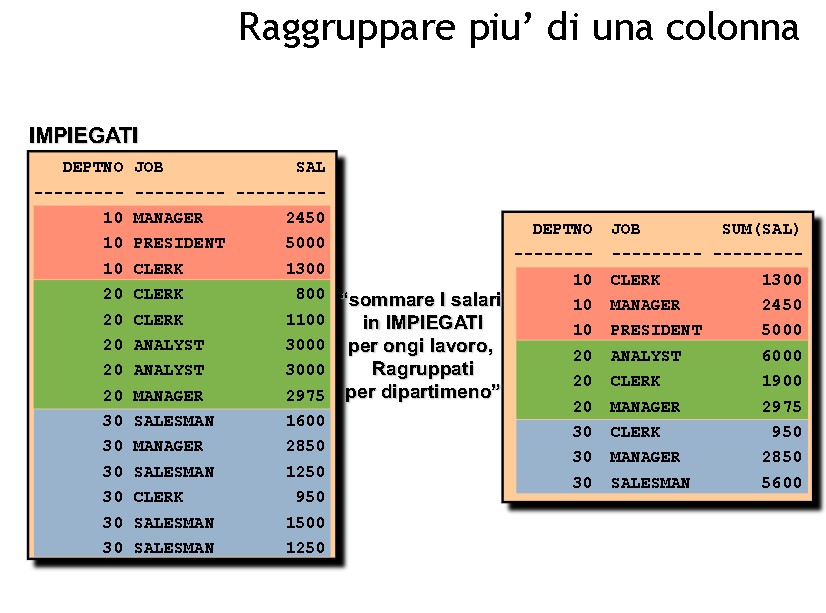 Raggruppare piu' di una colonna
IMPIEGATI
DEPTNO JOB SAL
--------- --------- ---------
10 MANAGER 2450
10 PRESIDENT 5000
10 CLERK 1300
20 CLERK 800
20 CLERK 1100
20 ANALYST 3000
20 ANALYST 3000
20 MANAGER 2975
30 SALESMAN 1600
30 MANAGER 2850
30 SALESMAN 1250
30 CLERK 950
30 SALESMAN 1500
30 SALESMAN 1250
“sommare I salari
in IMPIEGATI
per ongi lavoro,
Ragruppati
per dipartimeno”
DEPTNO JOB SUM(SAL)
-------- --------- ---------
10 CLERK 1300
10 MANAGER 2450
10 PRESIDENT 5000
20 ANALYST 6000
20 CLERK 1900
20 MANAGER 2975
30 CLERK 950
30 MANAGER 2850
30 SALESMAN 5600